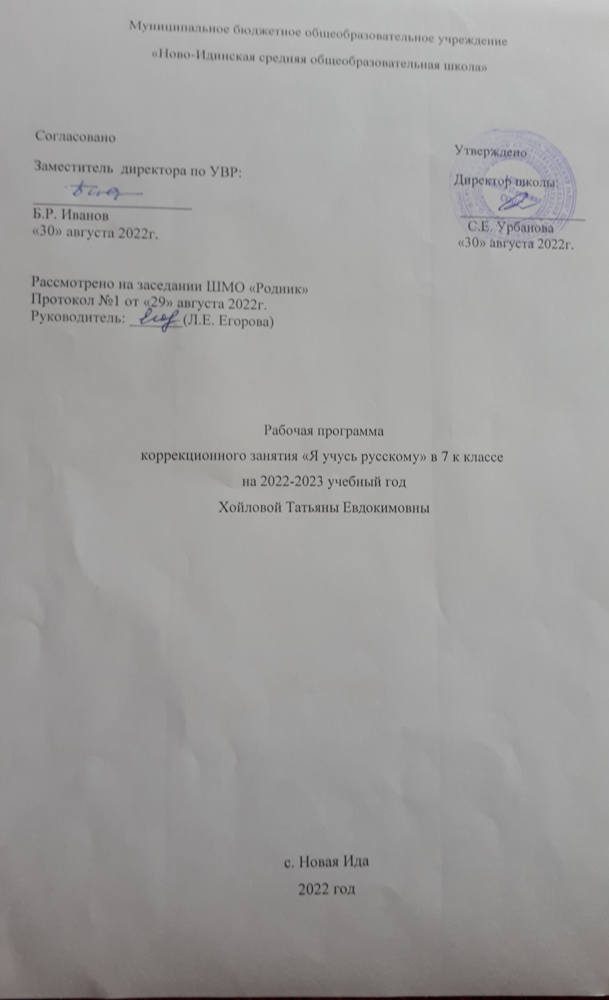 Муниципальное бюджетное общеобразовательное учреждение
«Ново-Идинская средняя общеобразовательная школа»
Согласовано
Заместитель директора по УВР:
Б.Р. Иванов
«30» августа 2022г.
Утверждено
Директор школы:
С.Е. Урбанова
«30» августа 2022г.
Рассмотрено на заседании ШМО «Родник»
Протокол №1 от «29» августа 2022г.
Руководитель: (Л.Е. Егорова)
Рабочая программа
коррекционного занятия «Я учусь русскому» в 7 к классе
на 2022-2023 учебный год
Хойловой Татьяны Евдокимовны
с. Новая Ида
2022 год